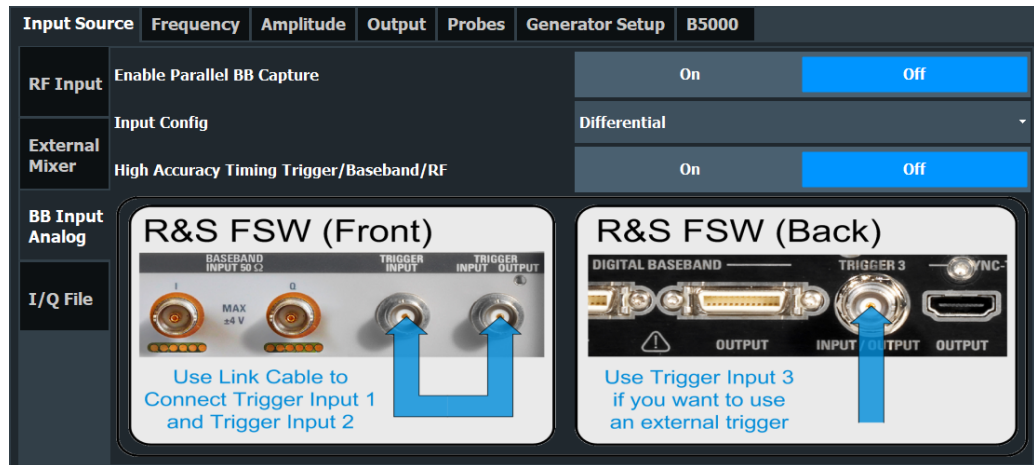 Input Source Frequency Amplitude Output Probes Generator Setup B5000
RF Input
External
Mixer
BB Input
Analog
I/Q File
Enable Parallel BB Capture On Off
Input Config Differential
High Accuracy Timing Trigger/Baseband/RF On Off
R&S FSW (Front)
BASEBAND
INPUT 50 Ω
TRIGGER
INPUT
TRIGGER
INPUT OUTPUT
I Q
MAX
±4 V
Use Link Cable to
Connect Trigger Input 1
and Trigger Input 2
R&S FSW (Back)
DIGITAL BASEBAND TRIGGER 3 YNC-
OUTPUT INPUT / OUTPUT OUTPUT
Use Trigger Input 3
if you want to use
an external trigger